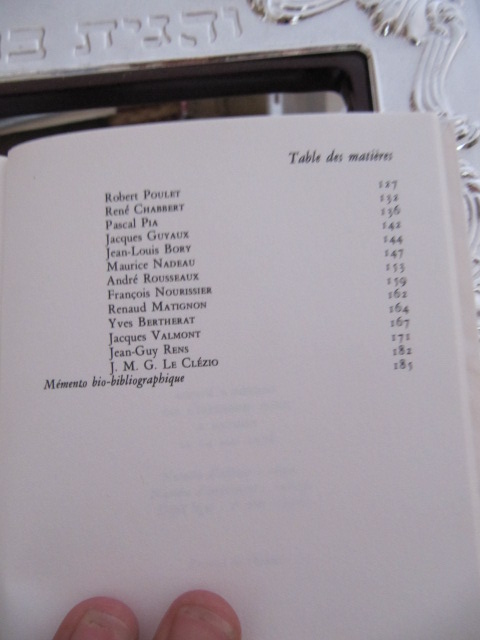 והגית בו
Table des matières
Robert POULET 127
René CHABBERT 132
Pascal PIA 136
Jacques GUYAUX 142
Jean-Louis BORY 144
Maurice NADEAU 147
André ROUSSEAUX 153
François NOURISSIER 159
Renaud MATIGNON 162
Yves BERTHERAT 164
Jacques VALMONT 167
Jean-Guy RENS 171
J. M. G. LE CLÉZIO 182
Mémento bio-bibliographique 185